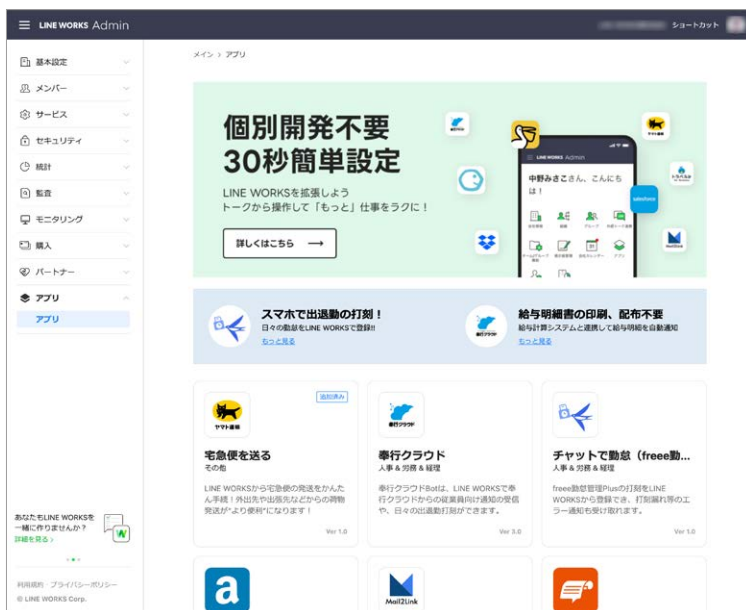 LINE WORKS Admin
ショートカット
基本設定
メンバー
サービス
セキュリティ
統計
監査
モニタリング
購入
パートナー
アプリ
アプリ
あなたもLINE WORKSを
一緒に作りませんか？
詳細を見る >
利用規約 · プライバシーポリシー
© LINE WORKS Corp.
メイン > アプリ
個別開発不要
30秒簡単設定
LINE WORKSを拡張しよう
トークから操作して「もっと」仕事をラクに！
詳しくはこちら →
LINE WORKS Admin
中野みさこさん、こんにち
は！
グループ
アプリ
salesforce
スマホで出退勤の打刻！
日々の勤怠をLINE WORKSで登録!!
もっと見る
奉行クラウド
給与明細書の印刷、配布不要
給与計算システムと連携して給与明細を自動通知
もっと見る
追加済み
ヤマト運輸
宅急便を送る
その他
LINE WORKSから宅急便の発送をかんた
ん手続！外出先や出張先などからの荷物
発送が"より便利"になります！
Ver 1.0
奉行クラウド
奉行クラウド
人事 & 労務 & 経理
奉行クラウドBotは、LINE WORKSで奉
行クラウドからの従業員向け通知の受信
や、日々の出退勤打刻ができます。
Ver 3.0
チャットで勤怠（freee勤...
人事 & 労務 & 経理
freee勤怠管理Plusの打刻をLINE
WORKSから登録でき、打刻漏れ等のエ
ラー通知も受け取れます。
Ver 1.0
a
Mail2Link